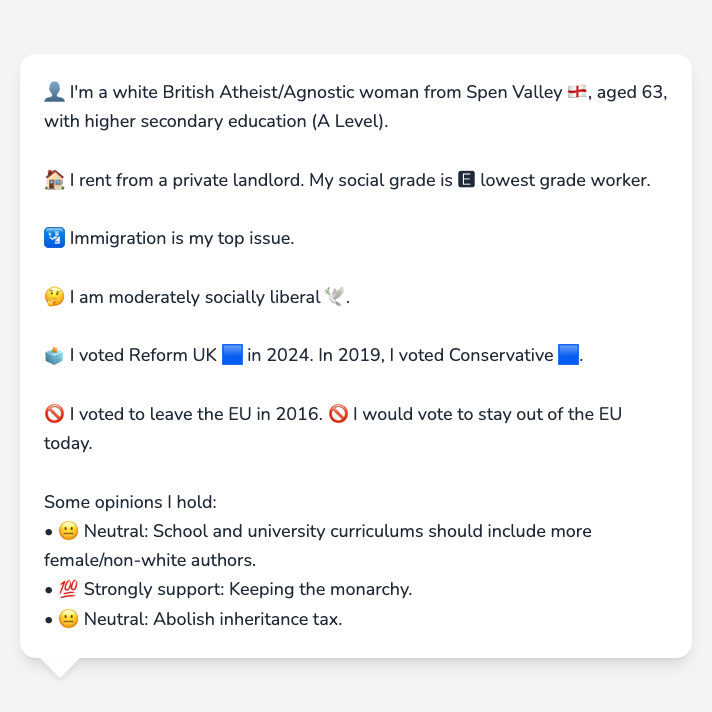 👤 I'm a white British Atheist/Agnostic woman from Spen Valley 🏴󠁧󠁢󠁥󠁮󠁧󠁿, aged 63,
with higher secondary education (A Level).
🏠 I rent from a private landlord. My social grade is 🅴 lowest grade worker.
🛂 Immigration is my top issue.
🤔 I am moderately socially liberal 🕊️.
🗳️ I voted Reform UK 🟦 in 2024. In 2019, I voted Conservative 🟦.
🚫 I voted to leave the EU in 2016. 🚫 I would vote to stay out of the EU
today.
Some opinions I hold:
• 😐 Neutral: School and university curriculums should include more
female/non-white authors.
• 💯 Strongly support: Keeping the monarchy.
• 😐 Neutral: Abolish inheritance tax.